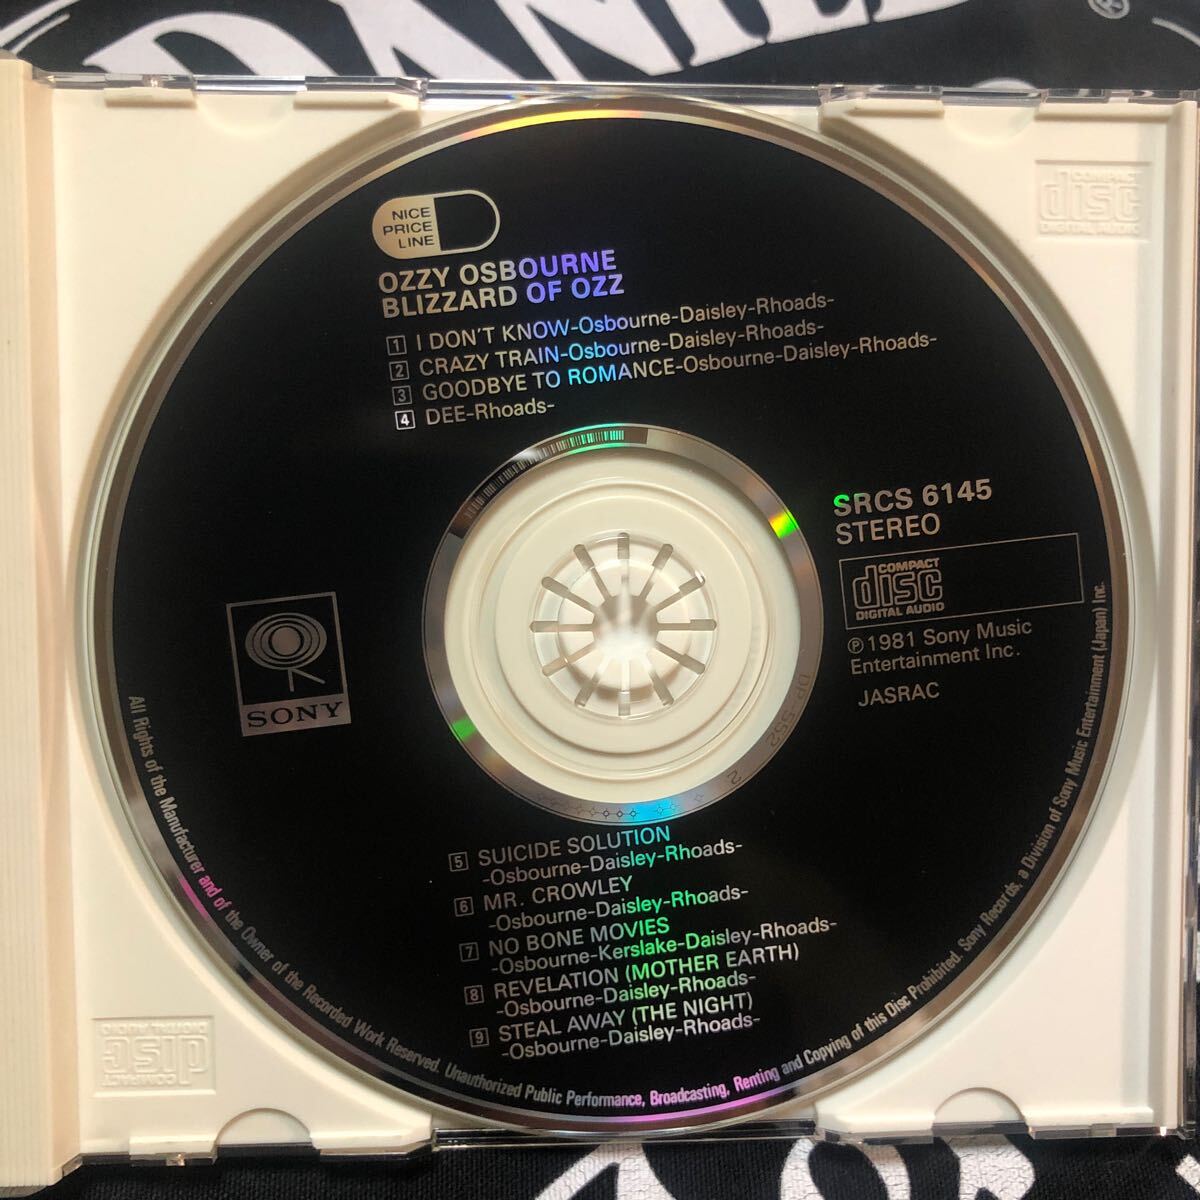 DANIEL
®
NICE
PRICE
LINE
OZZY OSBOURNE
BLIZZARD OF OZZ
1 I DON'T KNOW-Osbourne-Daisley-Rhoads-
2 CRAZY TRAIN-Osbourne-Daisley-Rhoads-
3 GOODBYE TO ROMANCE-Osbourne-Daisley-Rhoads-
4 DEE-Rhoads-
SRCS 6145
STEREO
COMPACT
disc
DIGITAL AUDIO
℗1981 Sony Music
Entertainment Inc.
JASRAC
SONY
5 SUICIDE SOLUTION
-Osbourne-Daisley-Rhoads-
6 MR. CROWLEY
-Osbourne-Daisley-Rhoads-
7 NO BONE MOVIES
-Osbourne-Kerslake-Daisley-Rhoads-
8 REVELATION (MOTHER EARTH)
-Osbourne-Daisley-Rhoads-
9 STEAL AWAY (THE NIGHT)
-Osbourne-Daisley-Rhoads-
All Rights of the Manufacturer and of the Owner of the Recorded Work Reserved. Unauthorized Public Performance, Broadcasting, Renting and Copying of this Disc Prohibited. Sony Records, a Division of Sony Music Entertainment (Japan) Inc.
DP-552 2
COMPACT
disc
DIGITAL AUDIO
COMPACT
disc
DIGITAL AUDIO